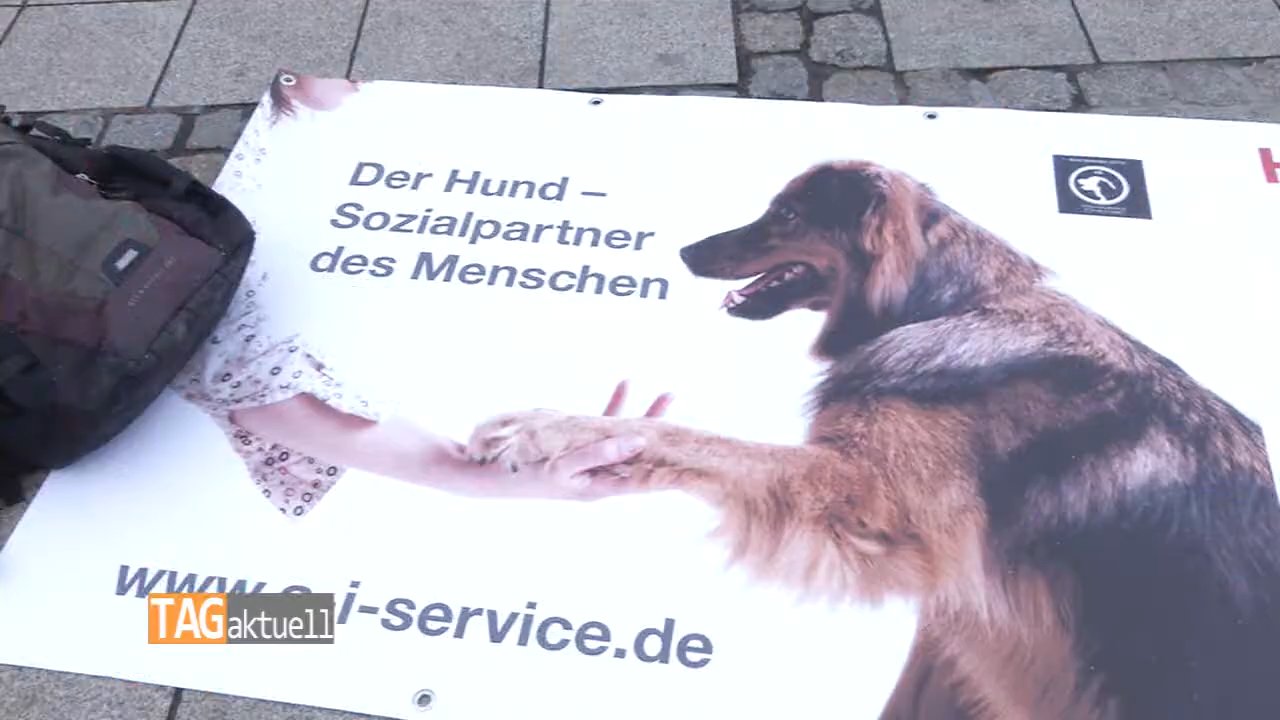 Der Hund –
Sozialpartner
des Menschen
i-service.de
TAGaktuell